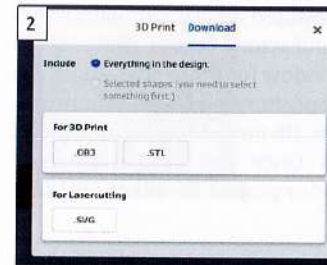 2
3D Print Download ×
Include Everything in the design.
Selected shapes (you need to select
something first.)
For 3D Print
.OBJ .STL
For Lasercutting
.SVG